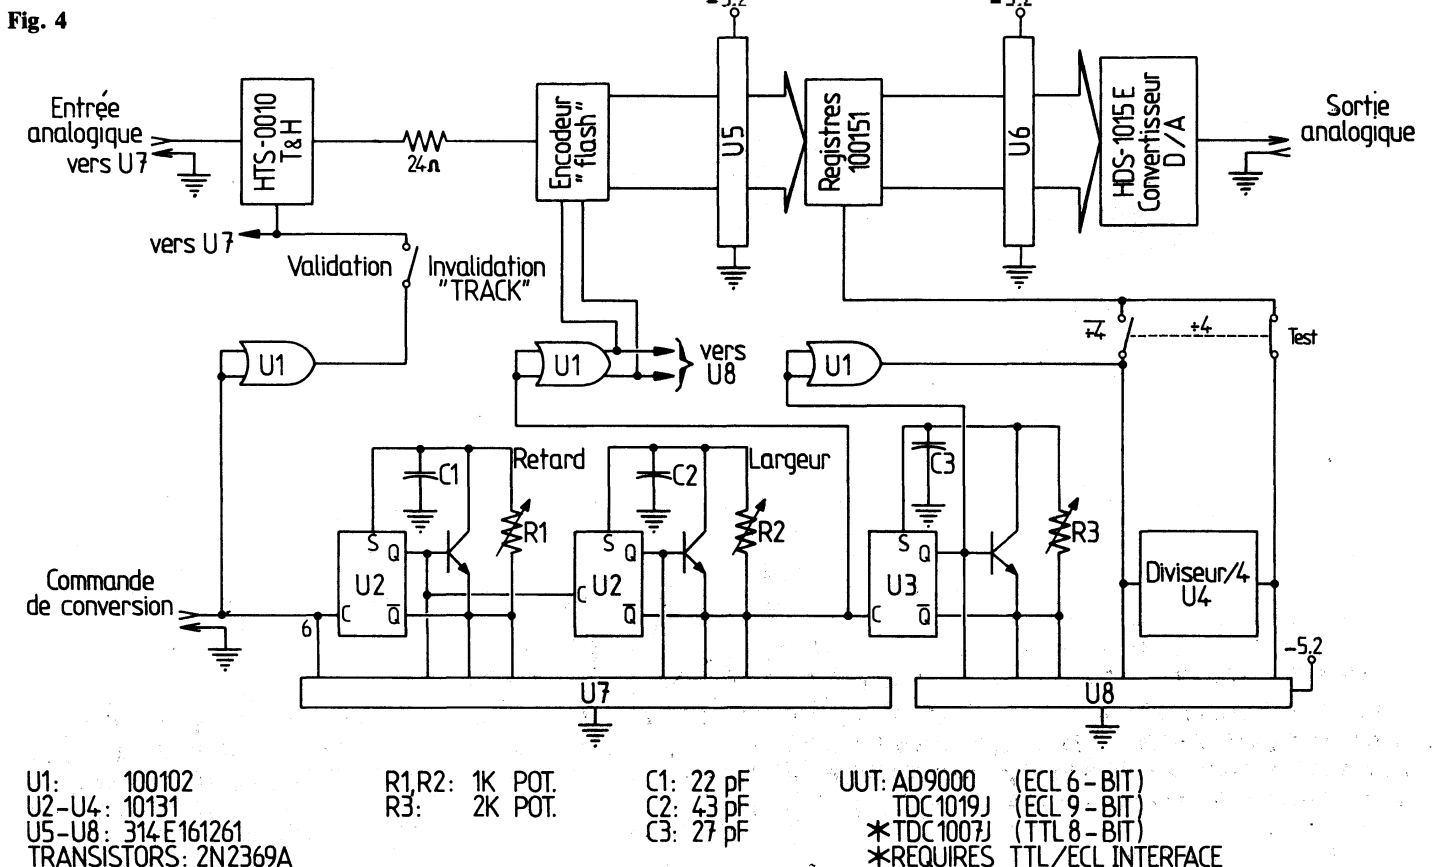 Fig. 4
-5.2
-5.2
Entrée
analogique
vers U7
HTS-0010
T&H
24Ω
Encodeur
"flash"
U5
Registres
100151
U6
HDS-1015E
Convertisseur
D/A
Sortie
analogique
vers U7
Validation
Invalidation
"TRACK"
U1
U1
vers
U8
U1
÷4
÷4
Test
C1
Retard
R1
C2
Largeur
R2
C3
R3
S
Q
U2
C
Q
S
Q
C
U2
Q
S
Q
U3
C
Q
Diviseur/4
U4
Commande
de conversion
6
-5.2
U7
U8
U1: 100102
U2-U4: 10131
U5-U8: 314E161261
TRANSISTORS: 2N2369A
R1,R2: 1K POT.
R3: 2K POT.
C1: 22 pF
C2: 43 pF
C3: 27 pF
UUT: AD9000 (ECL 6-BIT)
TDC1019J (ECL 9-BIT)
*TDC1007J (TTL 8-BIT)
*REQUIRES TTL/ECL INTERFACE